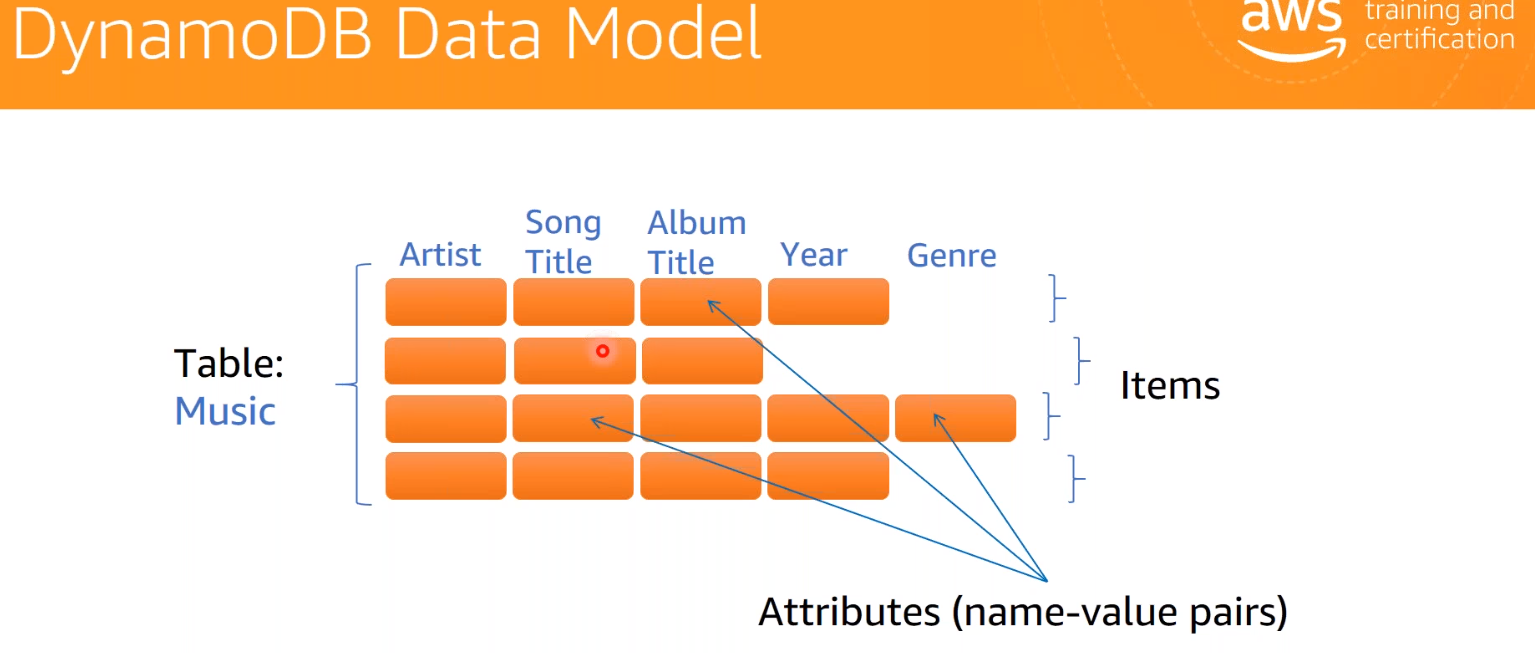 DynamoDB Data Model
aws
training and
certification
Song
Album
Artist
Title
Title
Year
Genre
Table:
Music
Items
Attributes (name-value pairs)